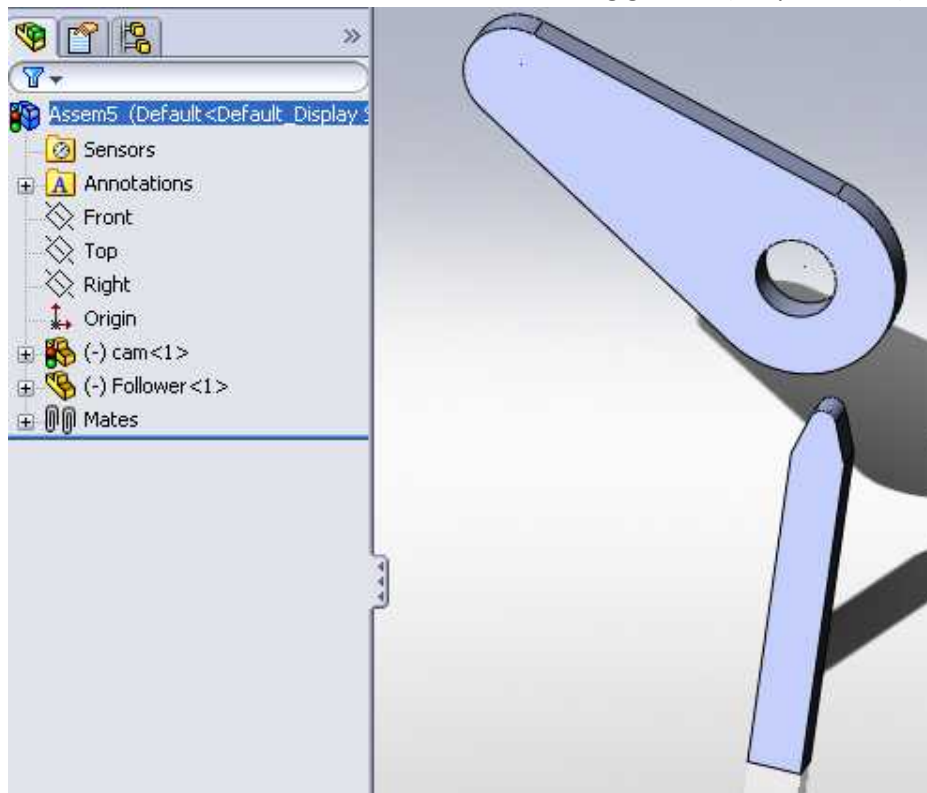 Assem5 (Default<Default_Display
Sensors
Annotations
Front
Top
Right
Origin
(-) cam<1>
(-) Follower<1>
Mates